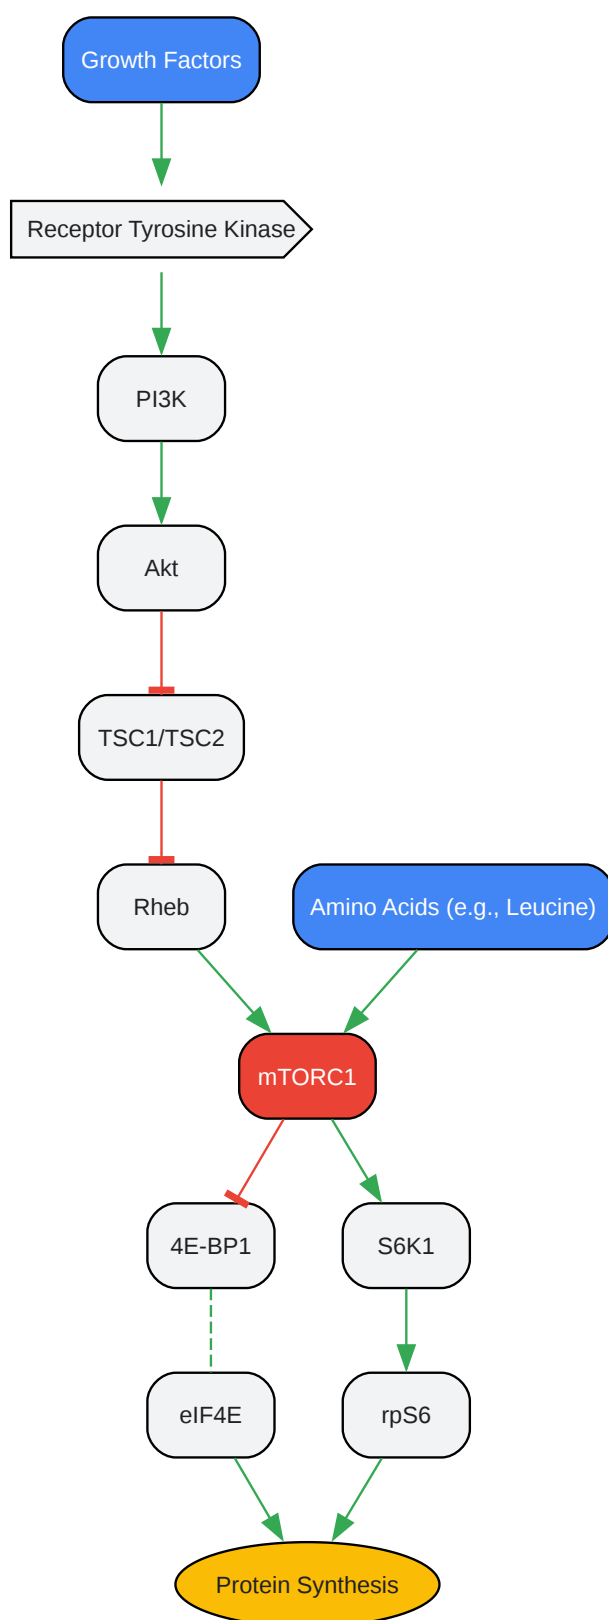 Growth Factors
Receptor Tyrosine Kinase
PI3K
Akt
TSC1/TSC2
Rheb
Amino Acids (e.g., Leucine)
mTORC1
4E-BP1
S6K1
eIF4E
rpS6
Protein Synthesis